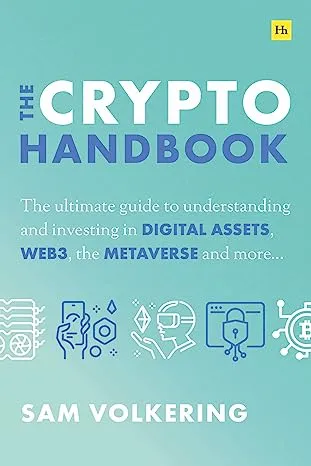 Hh
THE CRYPTO
HANDBOOK
The ultimate guide to understanding
and investing in DIGITAL ASSETS,
WEB3, the METAVERSE and more...
SAM VOLKERING